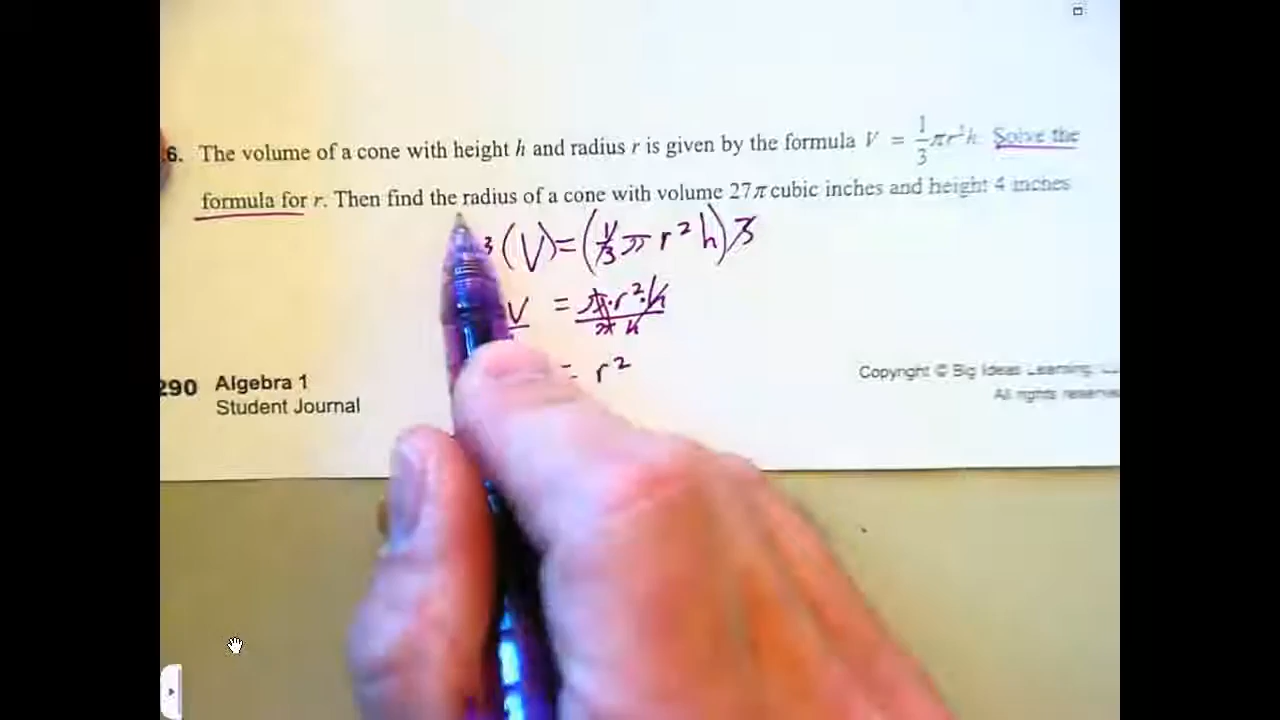 6. The volume of a cone with height h and radius r is given by the formula V = 1/3 πr²h. Solve the
formula for r. Then find the radius of a cone with volume 27π cubic inches and height 4 inches
3(V)=(1/3 π r² h)3
V = π·r²·h
π h
= r²
290 Algebra 1
Student Journal
Copyright © Big Ideas Learning,
All rights reserve